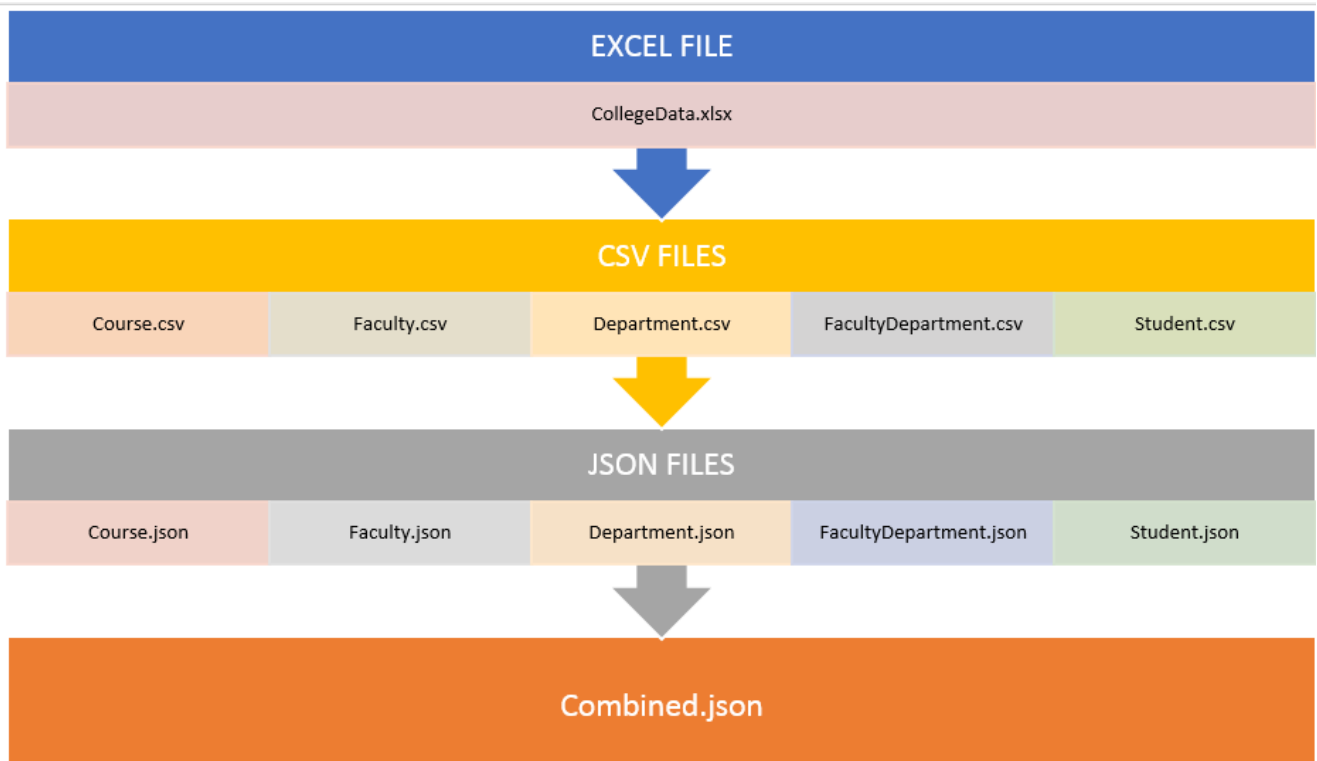 EXCEL FILE
CollegeData.xlsx
CSV FILES
Course.csv Faculty.csv Department.csv FacultyDepartment.csv Student.csv
JSON FILES
Course.json Faculty.json Department.json FacultyDepartment.json Student.json
Combined.json